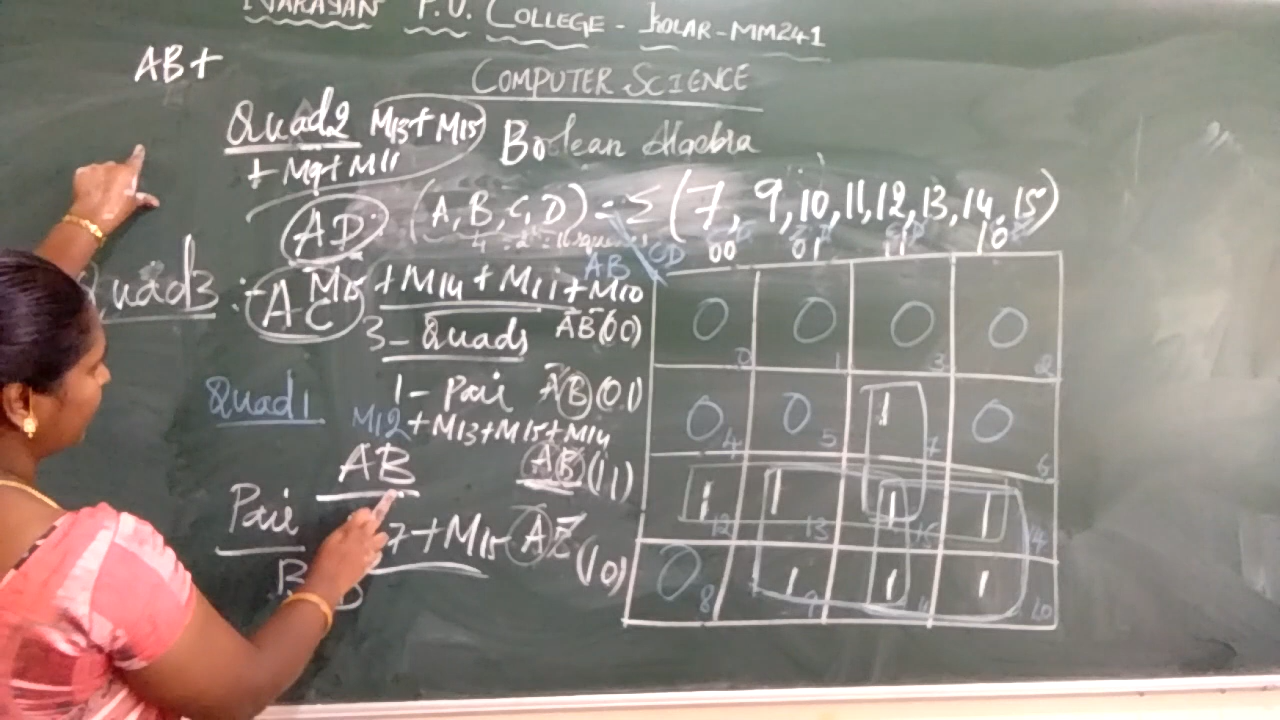 NARAYAN P.U. COLLEGE - KOLAR - MM241
COMPUTER SCIENCE
AB+
Quad2 M13+M15
+ M9+M11
Boolean Algebra
AD
(A, B, C, D) = Σ (7, 9, 10, 11, 12, 13, 14, 15)
Quad3 :- M15 + M14 + M11 + M10
AC
3 - Quads
1 - Pair
Quad1 M12 + M13 + M15 + M14
AB
Pair 7 + M15
B
AB CD 00 01 11 10
A̅B̅(00) 0 0 0 1 0 3 0 2
A̅B(01) 0 4 0 5 1 7 0 6
AB(11) 1 12 1 13 1 15 1 14
AB̅(10) 0 8 1 9 1 11 1 10